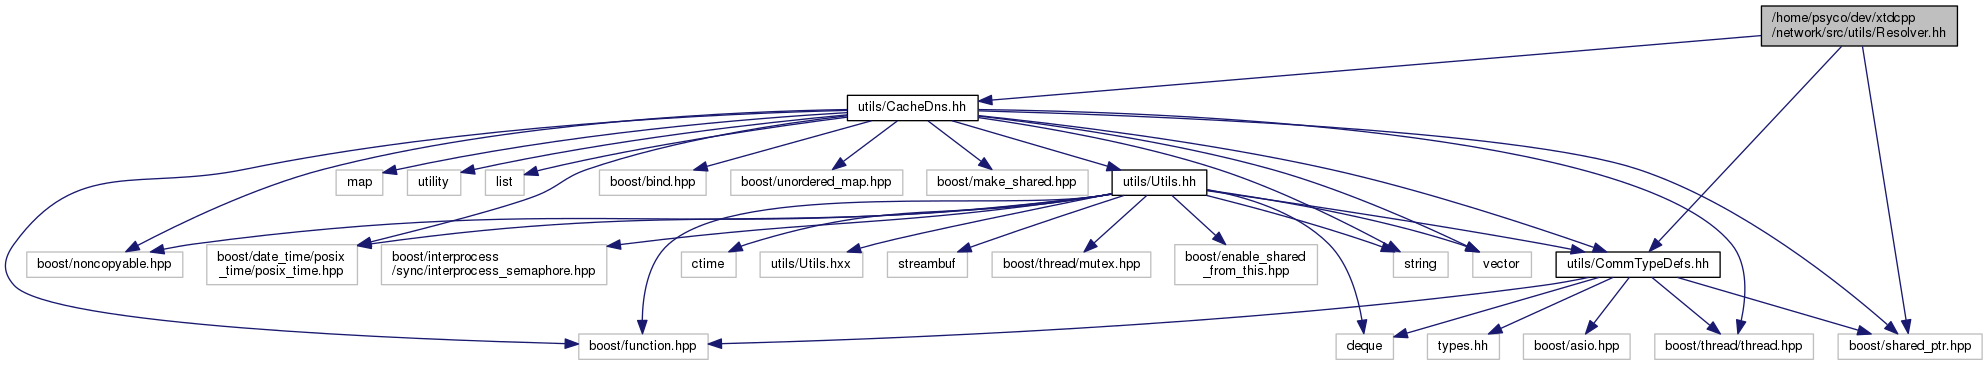 /home/psyco/dev/xtdcpp
/network/src/utils/Resolver.hh
utils/CacheDns.hh
map
utility
list
boost/bind.hpp
boost/unordered_map.hpp
boost/make_shared.hpp
utils/Utils.hh
boost/noncopyable.hpp
boost/date_time/posix
_time/posix_time.hpp
boost/interprocess
/sync/interprocess_semaphore.hpp
ctime
utils/Utils.hxx
streambuf
boost/thread/mutex.hpp
boost/enable_shared
_from_this.hpp
string
vector
utils/CommTypeDefs.hh
boost/function.hpp
deque
types.hh
boost/asio.hpp
boost/thread/thread.hpp
boost/shared_ptr.hpp